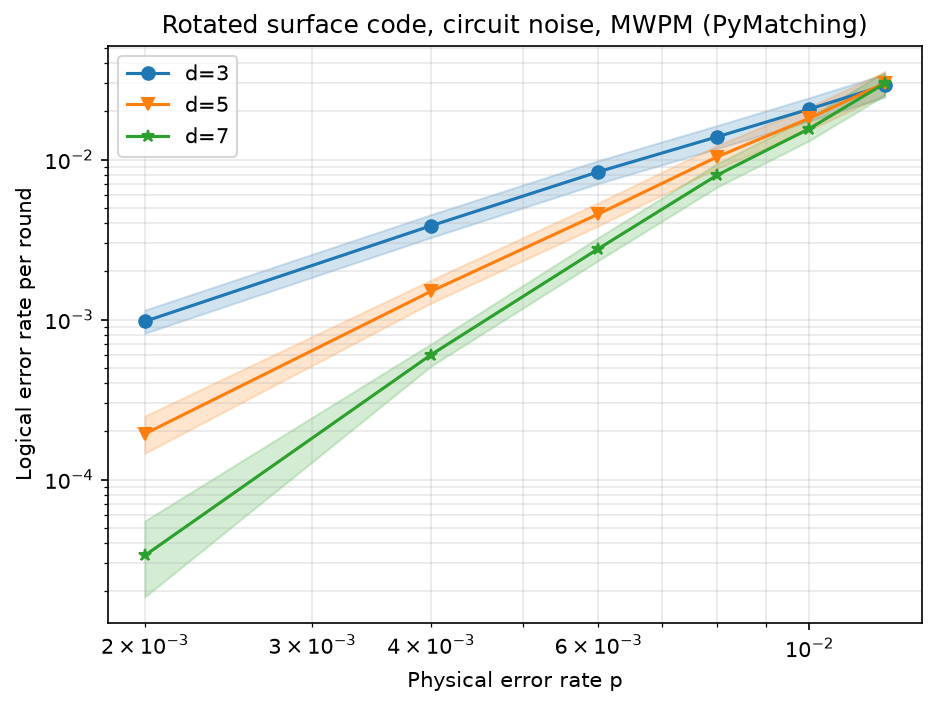 Rotated surface code, circuit noise, MWPM (PyMatching)
d=3
d=5
d=7
Logical error rate per round
10⁻²
10⁻³
10⁻⁴
2 × 10⁻³
3 × 10⁻³
4 × 10⁻³
6 × 10⁻³
10⁻²
Physical error rate p